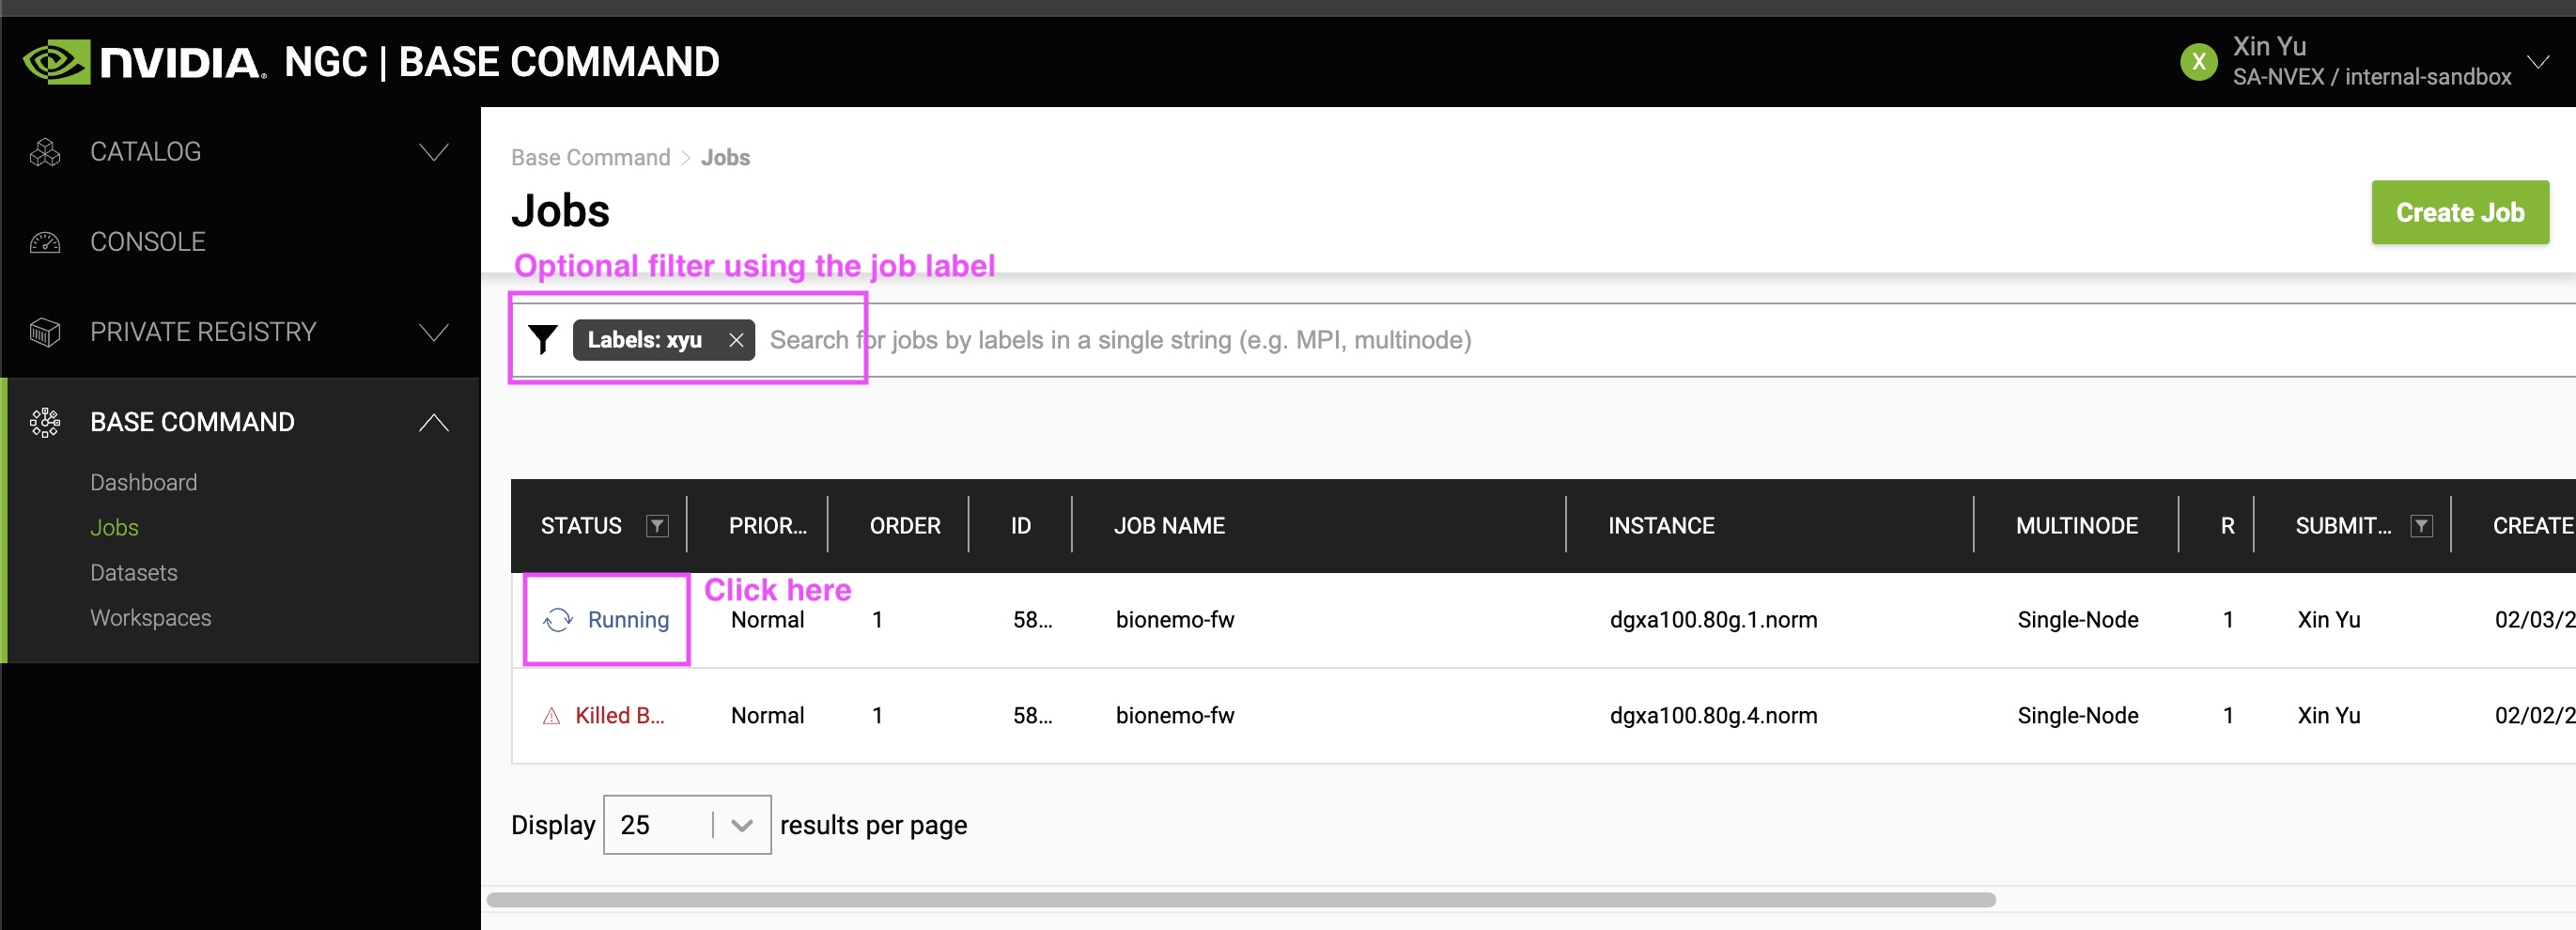 NVIDIA. NGC | BASE COMMAND
X
Xin Yu
SA-NVEX / internal-sandbox
CATALOG
CONSOLE
PRIVATE REGISTRY
BASE COMMAND
Dashboard
Jobs
Datasets
Workspaces
Base Command > Jobs
Jobs
Create Job
Optional filter using the job label
Labels: xyu
Search for jobs by labels in a single string (e.g. MPI, multinode)
STATUS PRIOR... ORDER ID JOB NAME INSTANCE MULTINODE R SUBMIT... CREATE
Click here
Running Normal 1 58... bionemo-fw dgxa100.80g.1.norm Single-Node 1 Xin Yu 02/03/2
Killed B... Normal 1 58... bionemo-fw dgxa100.80g.4.norm Single-Node 1 Xin Yu 02/02/2
Display 25 results per page